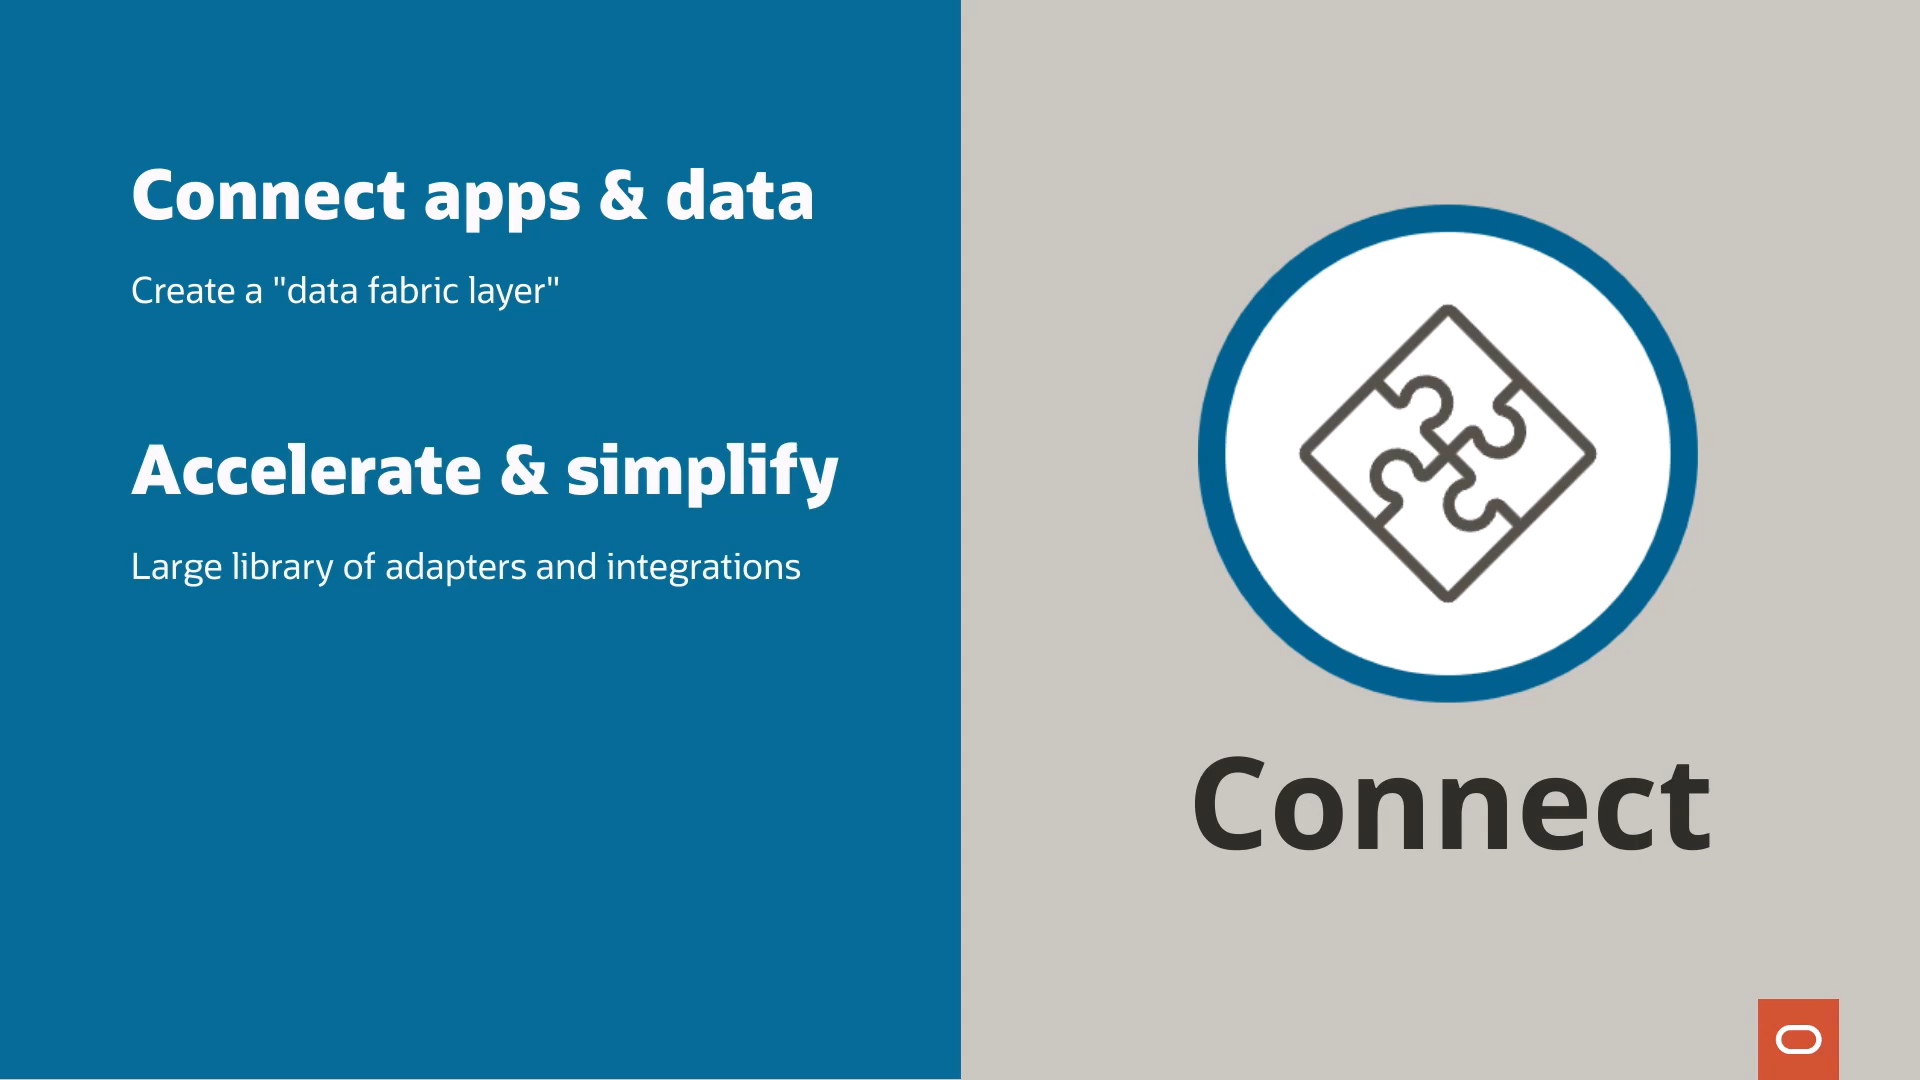 Connect apps & data
Create a "data fabric layer"
Accelerate & simplify
Large library of adapters and integrations
Connect